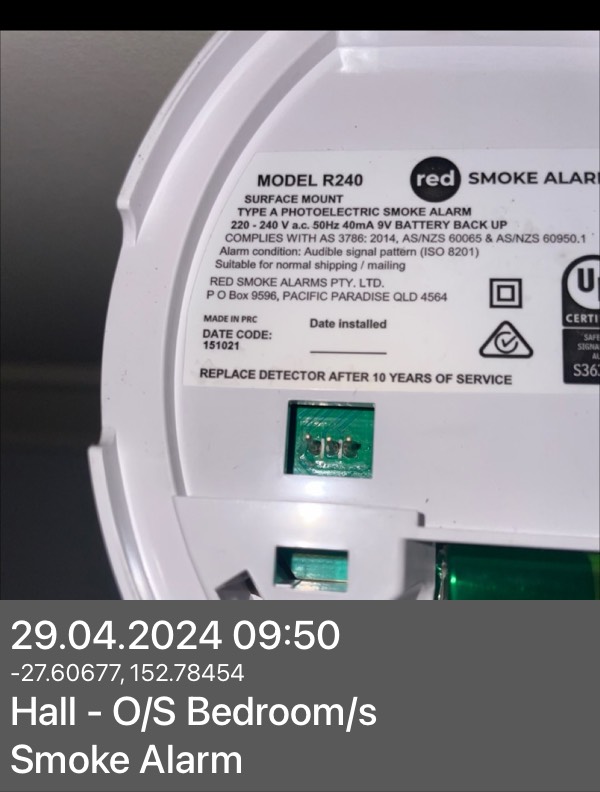 MODEL R240
red SMOKE ALAR
SURFACE MOUNT
TYPE A PHOTOELECTRIC SMOKE ALARM
220 - 240 V a.c. 50Hz 40mA 9V BATTERY BACK UP
COMPLIES WITH AS 3786: 2014, AS/NZS 60065 & AS/NZS 60950.1
Alarm condition: Audible signal pattern (ISO 8201)
Suitable for normal shipping / mailing
RED SMOKE ALARMS PTY. LTD.
P O Box 9596, PACIFIC PARADISE QLD 4564
MADE IN PRC
Date installed
DATE CODE:
151021
CERTI
SAFE
SIGNA
AL
S363
REPLACE DETECTOR AFTER 10 YEARS OF SERVICE
29.04.2024 09:50
-27.60677, 152.78454
Hall - O/S Bedroom/s
Smoke Alarm